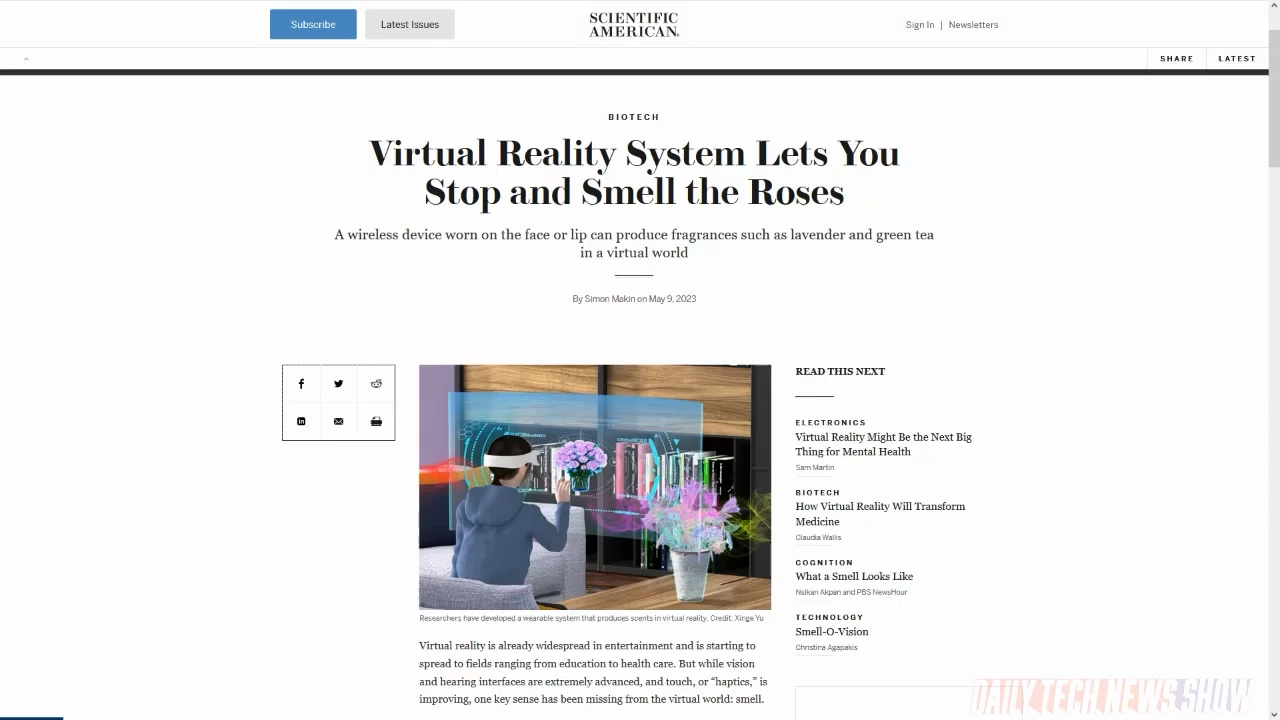 Subscribe
Latest Issues
SCIENTIFIC
AMERICAN.
Sign In | Newsletters
SHARE
LATEST
BIOTECH
Virtual Reality System Lets You
Stop and Smell the Roses
A wireless device worn on the face or lip can produce fragrances such as lavender and green tea
in a virtual world
By Simon Makin on May 9, 2023
Researchers have developed a wearable system that produces scents in virtual reality. Credit: Xinge Yu
Virtual reality is already widespread in entertainment and is starting to
spread to fields ranging from education to health care. But while vision
and hearing interfaces are extremely advanced, and touch, or “haptics,” is
improving, one key sense has been missing from the virtual world: smell.
READ THIS NEXT
ELECTRONICS
Virtual Reality Might Be the Next Big
Thing for Mental Health
Sam Martin
BIOTECH
How Virtual Reality Will Transform
Medicine
Claudia Wallis
COGNITION
What a Smell Looks Like
Nsikan Akpan and PBS NewsHour
TECHNOLOGY
Smell-O-Vision
Christina Agapakis
DAILY TECH NEWS SHOW